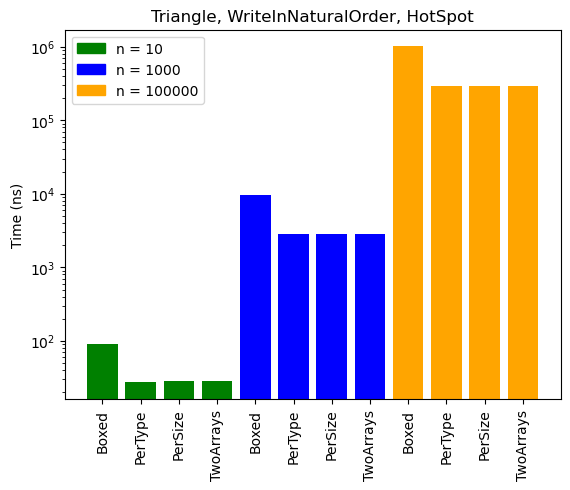 Triangle, WriteInNaturalOrder, HotSpot
n = 10
n = 1000
n = 100000
Time (ns)
10⁶
10⁵
10⁴
10³
10²
Boxed
PerType
PerSize
TwoArrays
Boxed
PerType
PerSize
TwoArrays
Boxed
PerType
PerSize
TwoArrays